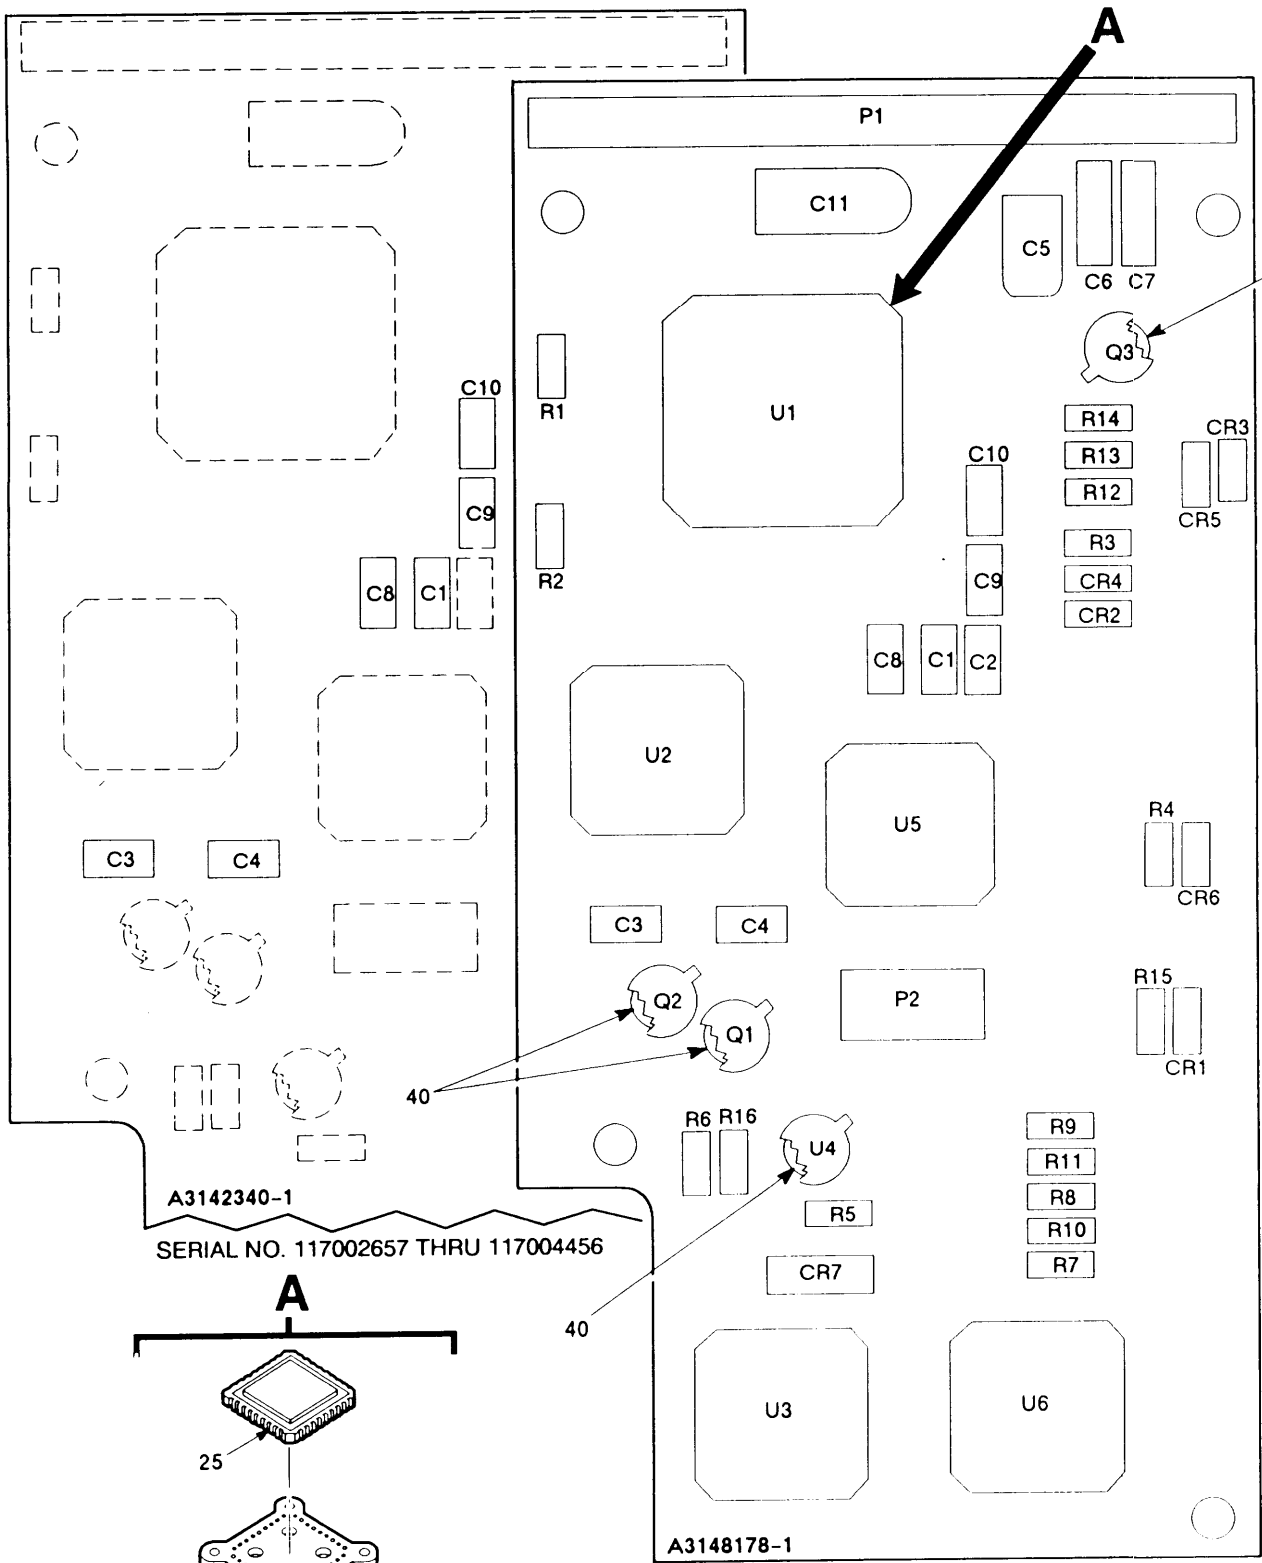 A
P1
C11
C5
C6
C7
Q3
R1
U1
C10
R14
CR3
R13
C10
R12
CR5
C9
R2
R3
C9
CR4
C8
C1
CR2
C8
C1
C2
U2
U5
R4
C3
C4
CR6
C3
C4
Q2
P2
R15
Q1
CR1
40
R6
R16
R9
U4
R11
A3142340-1
R8
R5
R10
SERIAL NO. 117002657 THRU 117004456
R7
CR7
A
40
U3
U6
25
A3148178-1